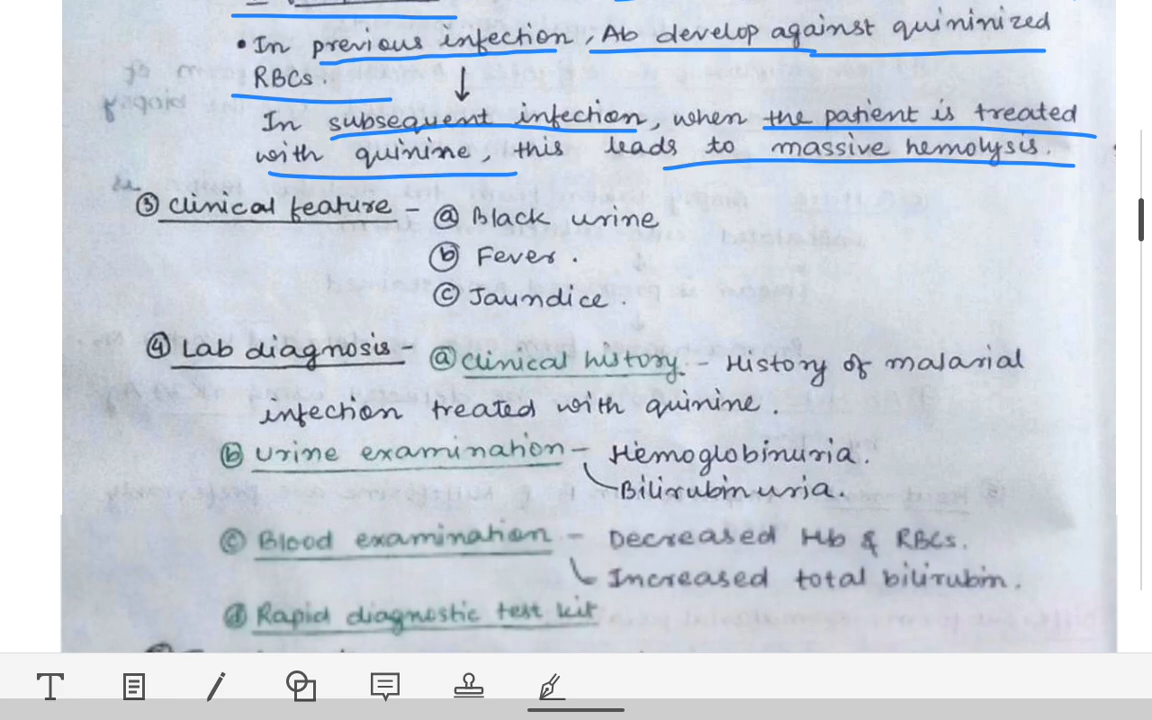 • In previous infection, Ab develop against quininized
RBCs.
↓
In subsequent infection, when the patient is treated
with quinine, this leads to massive hemolysis.
③ Clinical feature - ⓐ Black urine
ⓑ Fever.
ⓒ Jaundice.
④ Lab diagnosis - ⓐ Clinical history - History of malarial
infection treated with quinine.
ⓑ Urine examination - Hemoglobinuria.
Bilirubinuria.
ⓒ Blood examination - Decreased Hb & RBCs.
Increased total bilirubin.
ⓓ Rapid diagnostic test kit
T